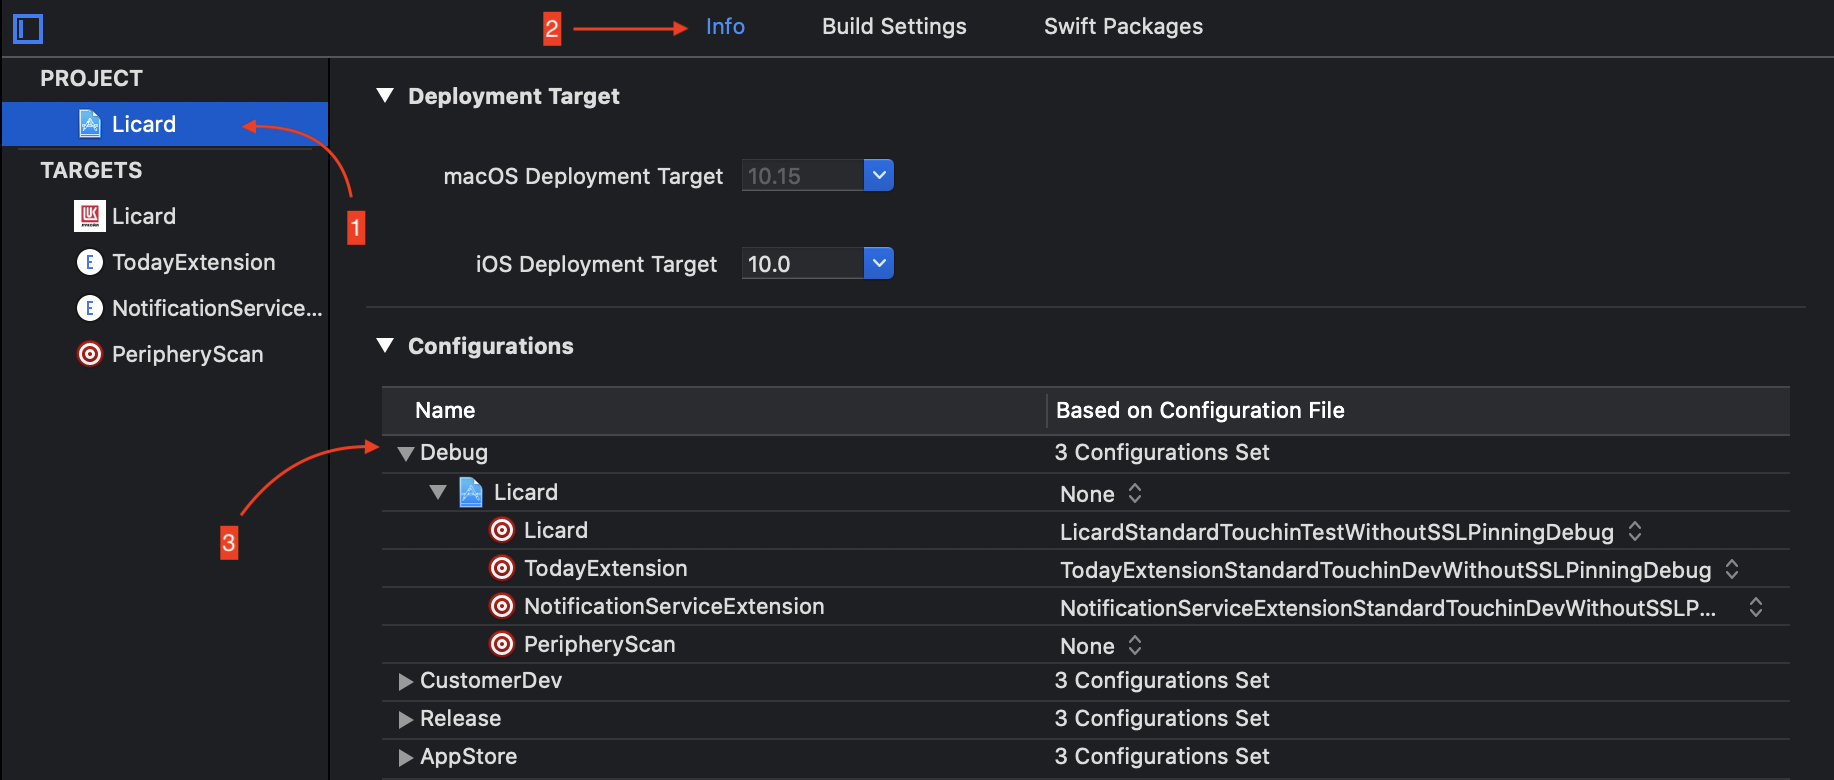 2 Info Build Settings Swift Packages
PROJECT
Licard
1
TARGETS
Licard
TodayExtension
NotificationService...
PeripheryScan
Deployment Target
macOS Deployment Target 10.15
iOS Deployment Target 10.0
Configurations
Name Based on Configuration File
3
Debug 3 Configurations Set
Licard None
Licard LicardStandardTouchinTestWithoutSSLPinningDebug
TodayExtension TodayExtensionStandardTouchinDevWithoutSSLPinningDebug
NotificationServiceExtension NotificationServiceExtensionStandardTouchinDevWithoutSSLP...
PeripheryScan None
CustomerDev 3 Configurations Set
Release 3 Configurations Set
AppStore 3 Configurations Set